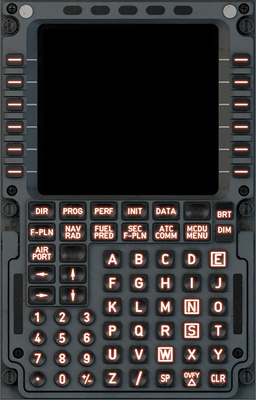 DIR PROG PERF INIT DATA BRT
F-PLN NAV RAD FUEL PRED SEC F-PLN ATC COMM MCDU MENU DIM
AIR PORT
A B C D E
F G H I J
K L M N O
1 2 3 P Q R S T
4 5 6 U V W X Y
7 8 9 Z / SP OVFY CLR
. 0 +/-